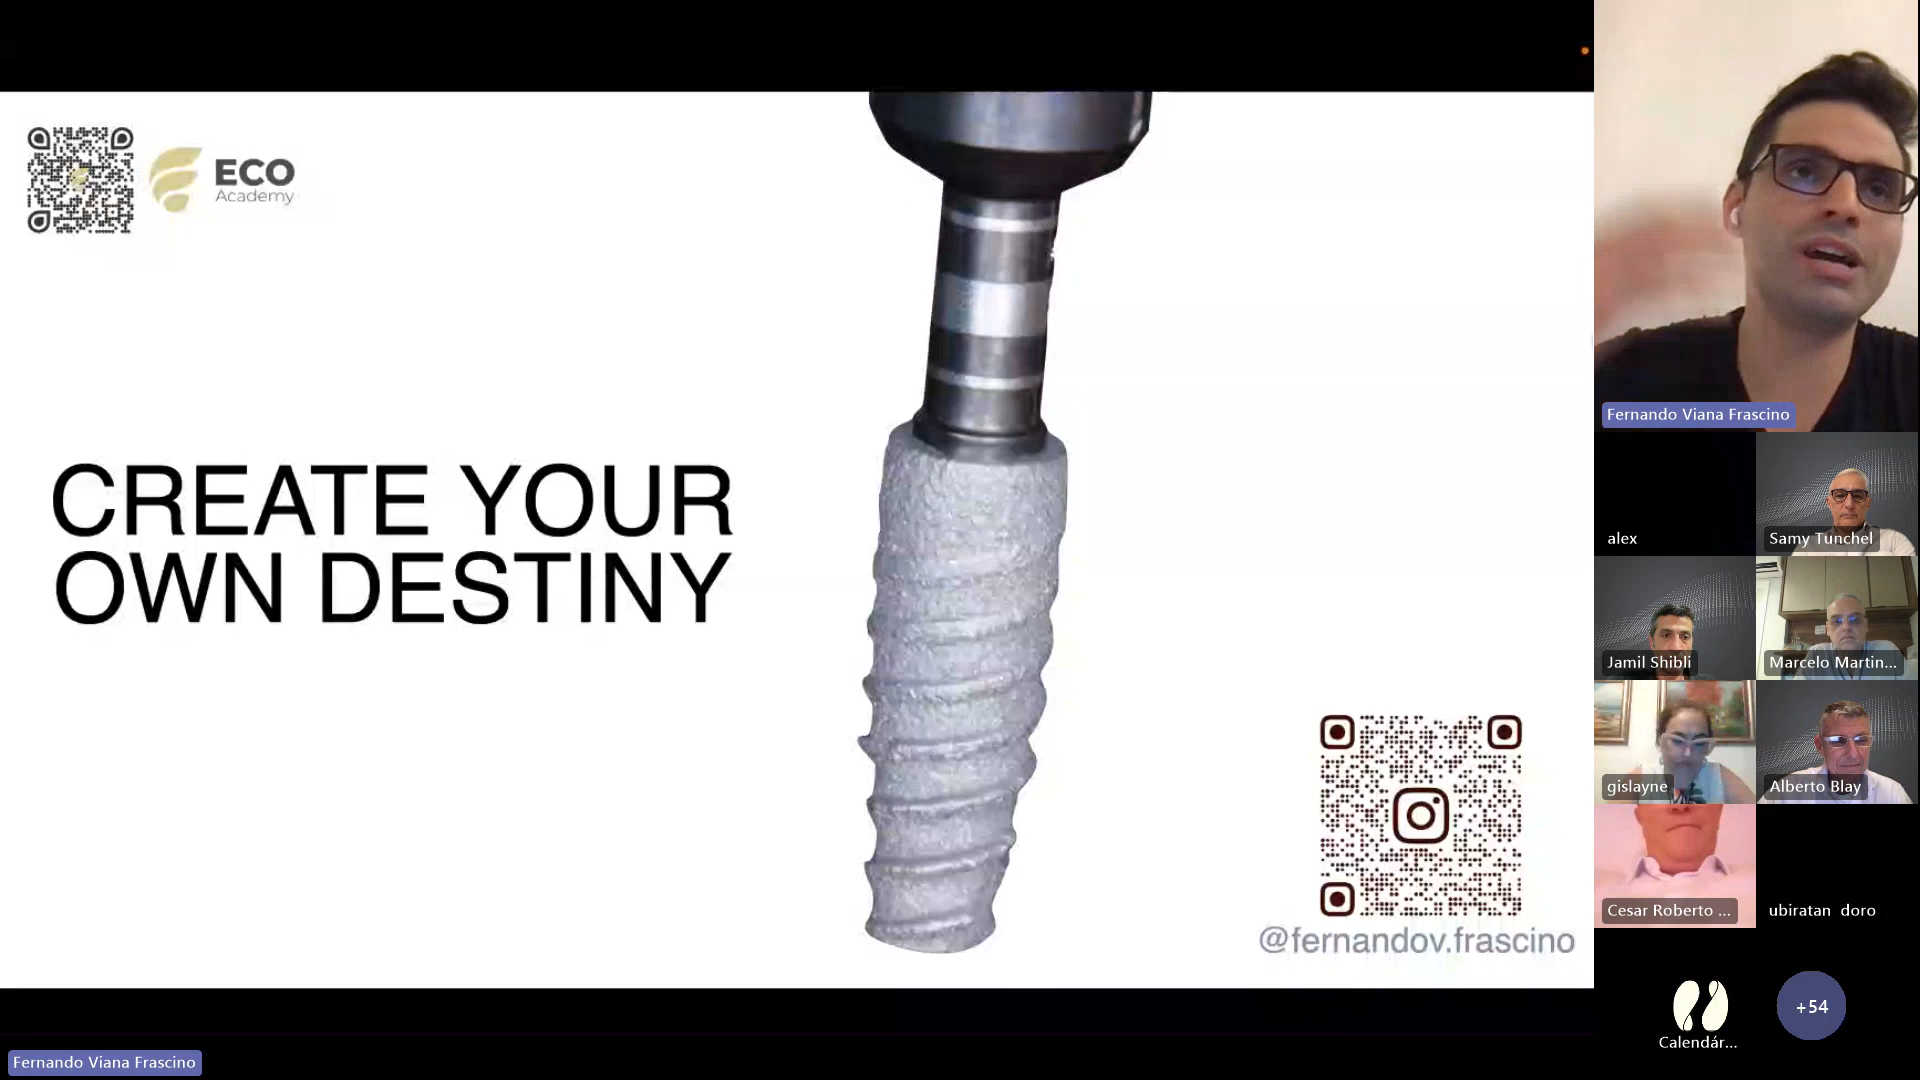 ECO
Academy
CREATE YOUR
OWN DESTINY
@fernandov.frascino
Fernando Viana Frascino
Fernando Viana Frascino
alex
Samy Tunchel
Jamil Shibli
Marcelo Martin...
gislayne
Alberto Blay
Cesar Roberto ...
ubiratan doro
Calendár...
+54